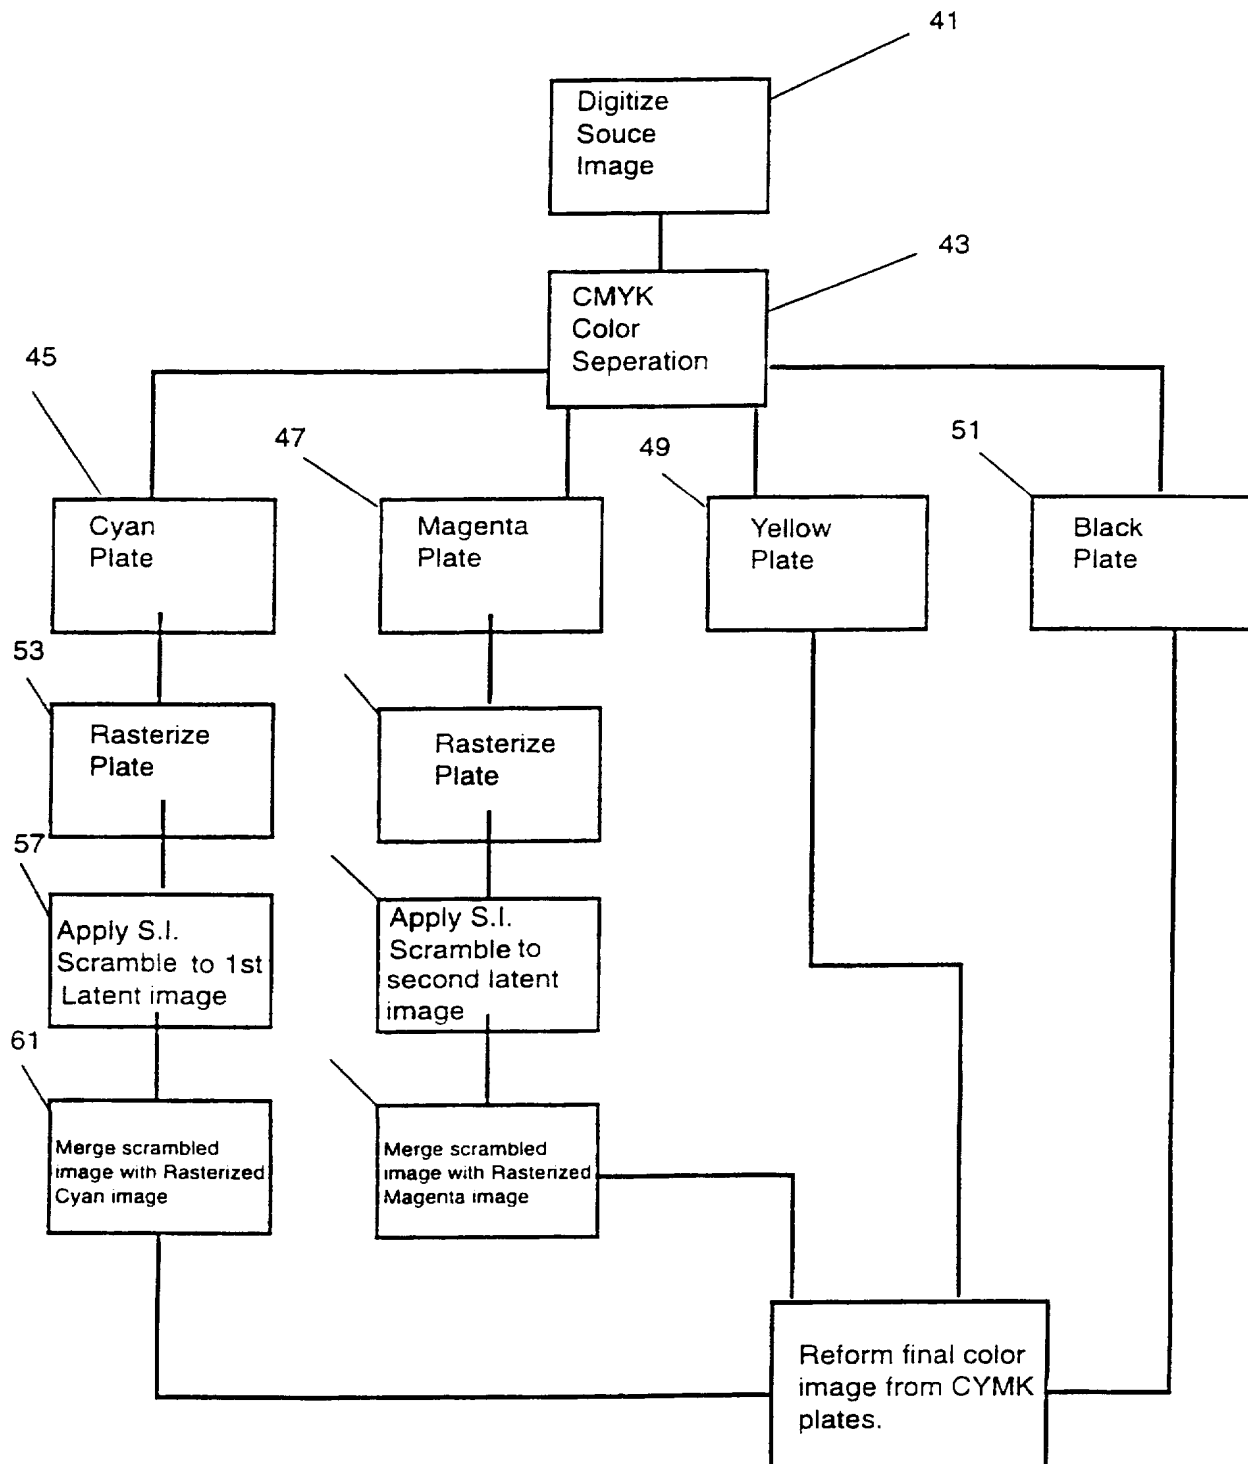 41
Digitize
Souce
Image
43
CMYK
Color
Seperation
45
47
49
51
Cyan
Plate
Magenta
Plate
Yellow
Plate
Black
Plate
53
Rasterize
Plate
Rasterize
Plate
57
Apply S.I.
Scramble to 1st
Latent image
Apply S.I.
Scramble to
second latent
image
61
Merge scrambled
image with Rasterized
Cyan image
Merge scrambled
image with Rasterized
Magenta image
Reform final color
image from CYMK
plates.